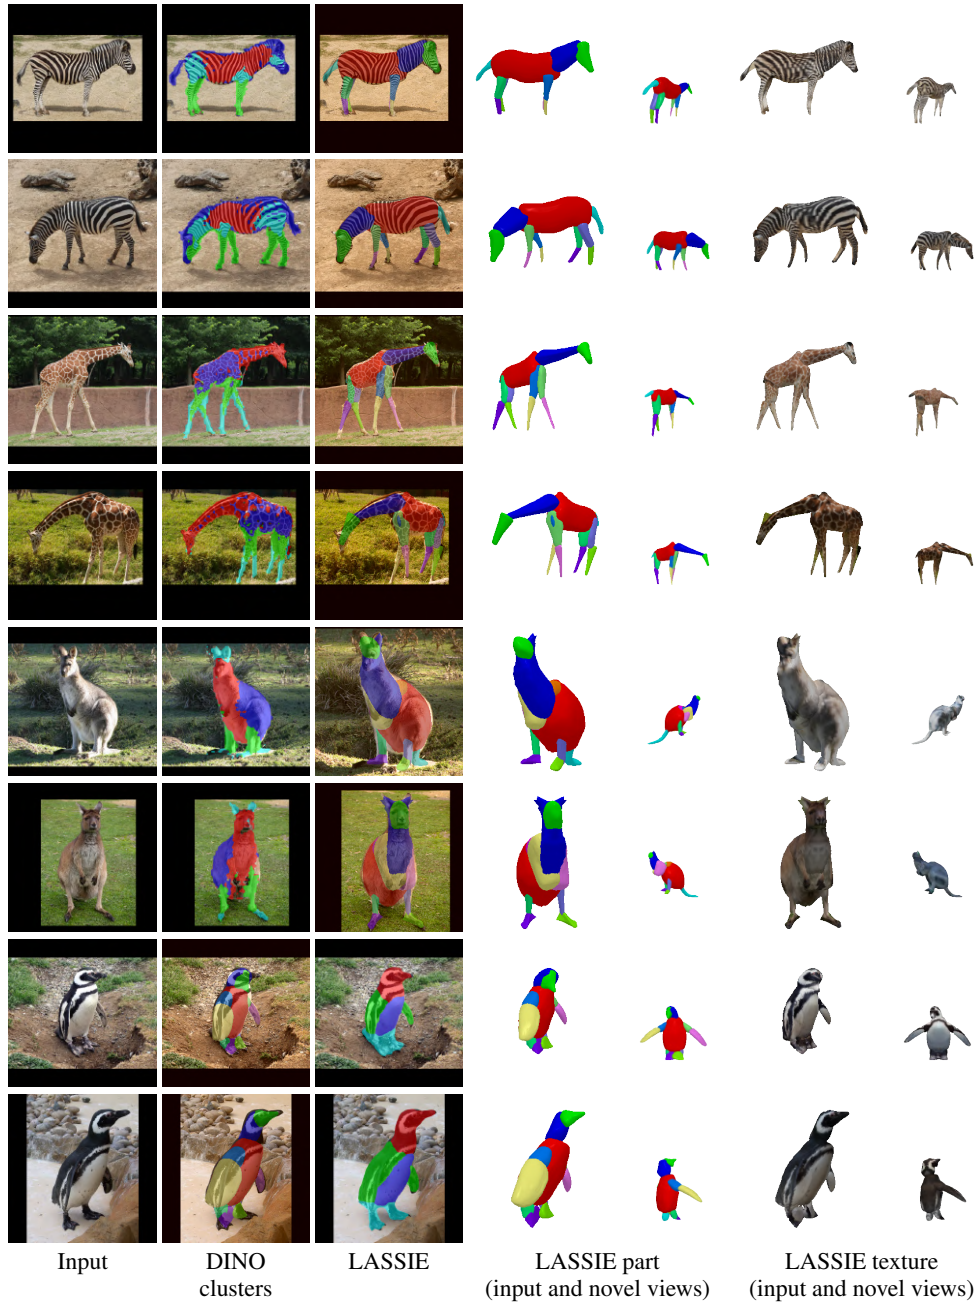 Input
DINO
clusters
LASSIE
LASSIE part
(input and novel views)
LASSIE texture
(input and novel views)